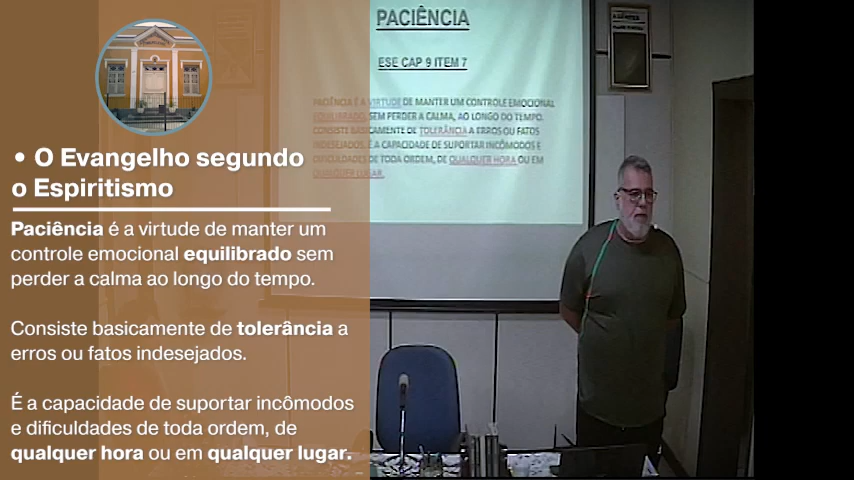 PACIÊNCIA
ESE CAP 9 ITEM 7
PACIÊNCIA É A VIRTUDE DE MANTER UM CONTROLE EMOCIONAL
EQUILIBRADO, SEM PERDER A CALMA, AO LONGO DO TEMPO.
CONSISTE BASICAMENTE DE TOLERÂNCIA A ERROS OU FATOS
INDESEJADOS. É A CAPACIDADE DE SUPORTAR INCÔMODOS E
DIFICULDADES DE TODA ORDEM, DE QUALQUER HORA OU EM
QUALQUER LUGAR.
• O Evangelho segundo
o Espiritismo
Paciência é a virtude de manter um
controle emocional equilibrado sem
perder a calma ao longo do tempo.
Consiste basicamente de tolerância a
erros ou fatos indesejados.
É a capacidade de suportar incômodos
e dificuldades de toda ordem, de
qualquer hora ou em qualquer lugar.